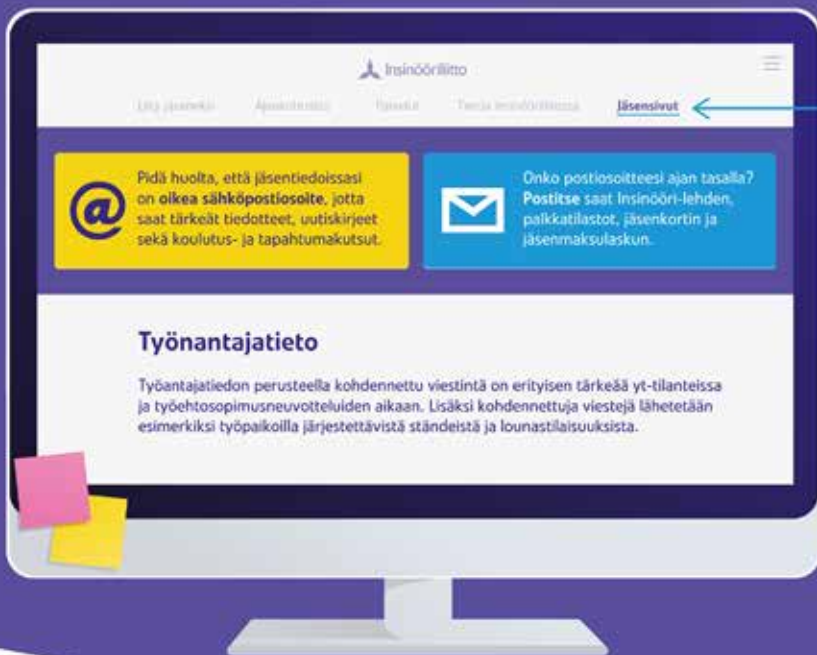 Insinööriliitto
Jäsensivut
@
Pidä huolta, että jäsentiedoissasi
on oikea sähköpostiosoite, jotta
saat tärkeät tiedotteet, uutiskirjeet
sekä koulutus- ja tapahtumakutsut.
Onko postiosoitteesi ajan tasalla?
Postitse saat Insinööri-lehden,
palkkatilastot, jäsenkortin ja
jäsenmaksulaskun.
Työnantajatieto
Työantajatiedon perusteella kohdennettu viestintä on erityisen tärkeää yt-tilanteissa
ja työehtosopimusneuvotteluiden aikaan. Lisäksi kohdennettuja viestejä lähetetään
esimerkiksi työpaikoilla järjestettävistä ständeistä ja lounastilaisuuksista.